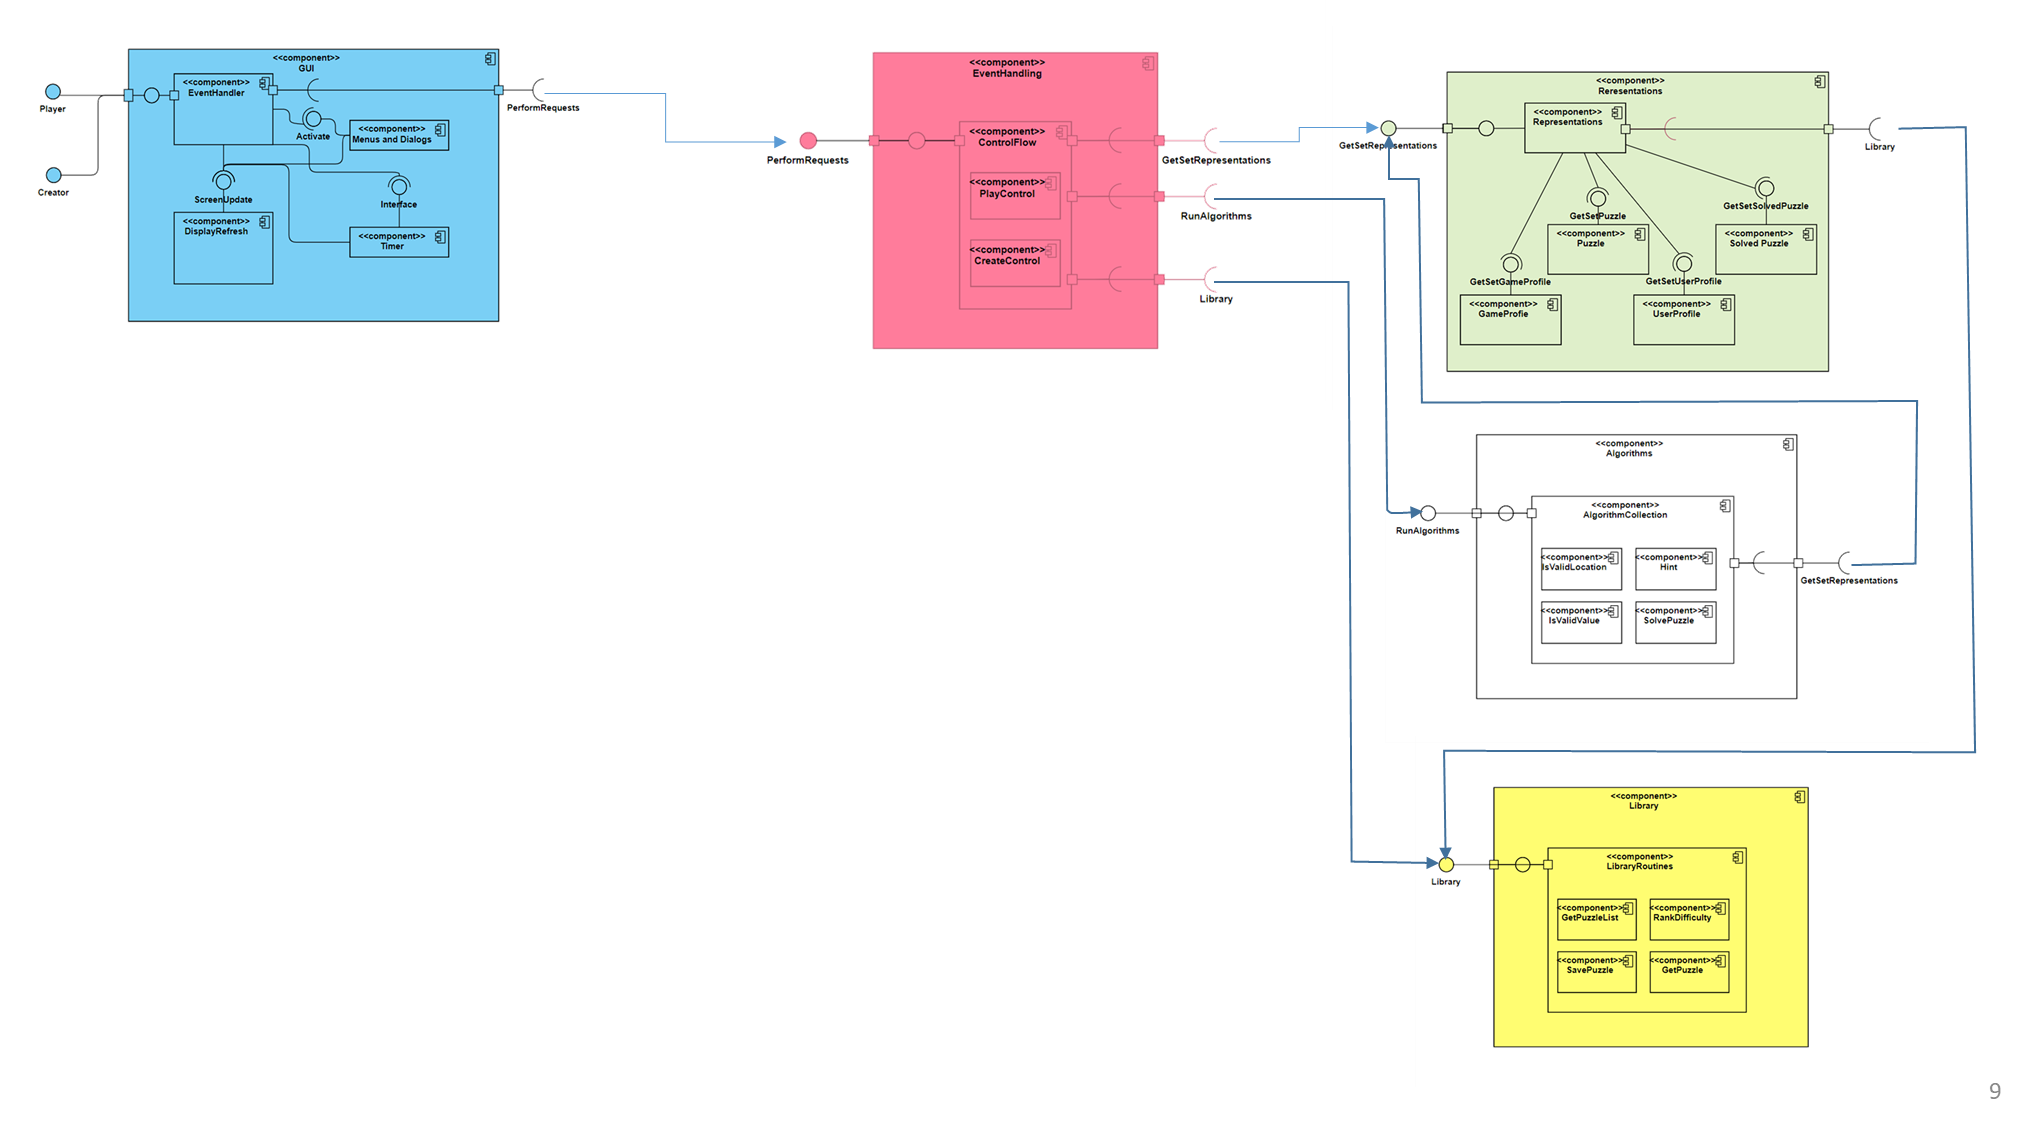 <<component>>
GUI
<<component>>
EventHandler
Player
Creator
Activate
<<component>>
Menus and Dialogs
ScreenUpdate
Interface
<<component>>
DisplayRefresh
<<component>>
Timer
PerformRequests
PerformRequests
<<component>>
EventHandling
<<component>>
ControlFlow
<<component>>
PlayControl
<<component>>
CreateControl
GetSetRepresentations
RunAlgorithms
Library
GetSetRepresentations
<<component>>
Reresentations
<<component>>
Representations
Library
GetSetPuzzle
<<component>>
Puzzle
GetSetSolvedPuzzle
<<component>>
Solved Puzzle
GetSetGameProfile
<<component>>
GameProfie
GetSetUserProfile
<<component>>
UserProfile
<<component>>
Algorithms
RunAlgorithms
<<component>>
AlgorithmCollection
<<component>>
IsValidLocation
<<component>>
Hint
<<component>>
IsValidValue
<<component>>
SolvePuzzle
GetSetRepresentations
<<component>>
Library
Library
<<component>>
LibraryRoutines
<<component>>
GetPuzzleList
<<component>>
RankDifficulty
<<component>>
SavePuzzle
<<component>>
GetPuzzle
9